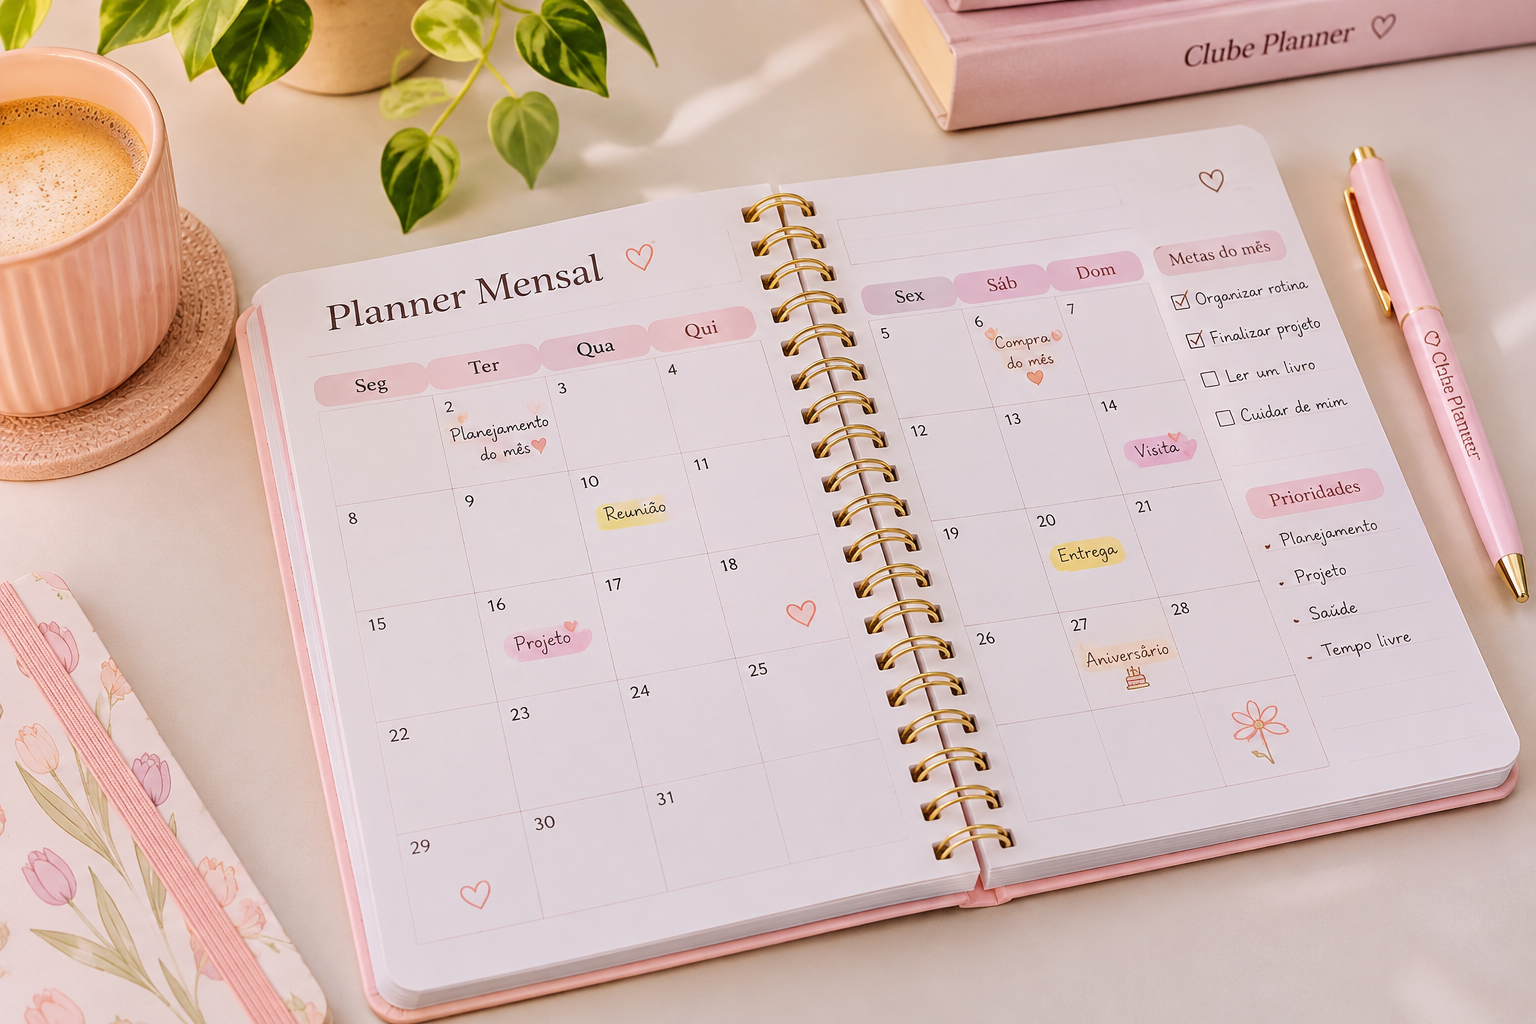 Clube Planner
Planner Mensal
Seg Ter Qua Qui
2 3 4
Planejamento
do mês
8 9 10 11
Reunião
15 16 17 18
Projeto
22 23 24 25
29 30 31
Sex Sáb Dom
5 6 7
Compra
do mês
12 13 14
Visita
19 20 21
Entrega
26 27 28
Aniversário
Metas do mês
Organizar rotina
Finalizar projeto
Ler um livro
Cuidar de mim
Prioridades
Planejamento
Projeto
Saúde
Tempo livre